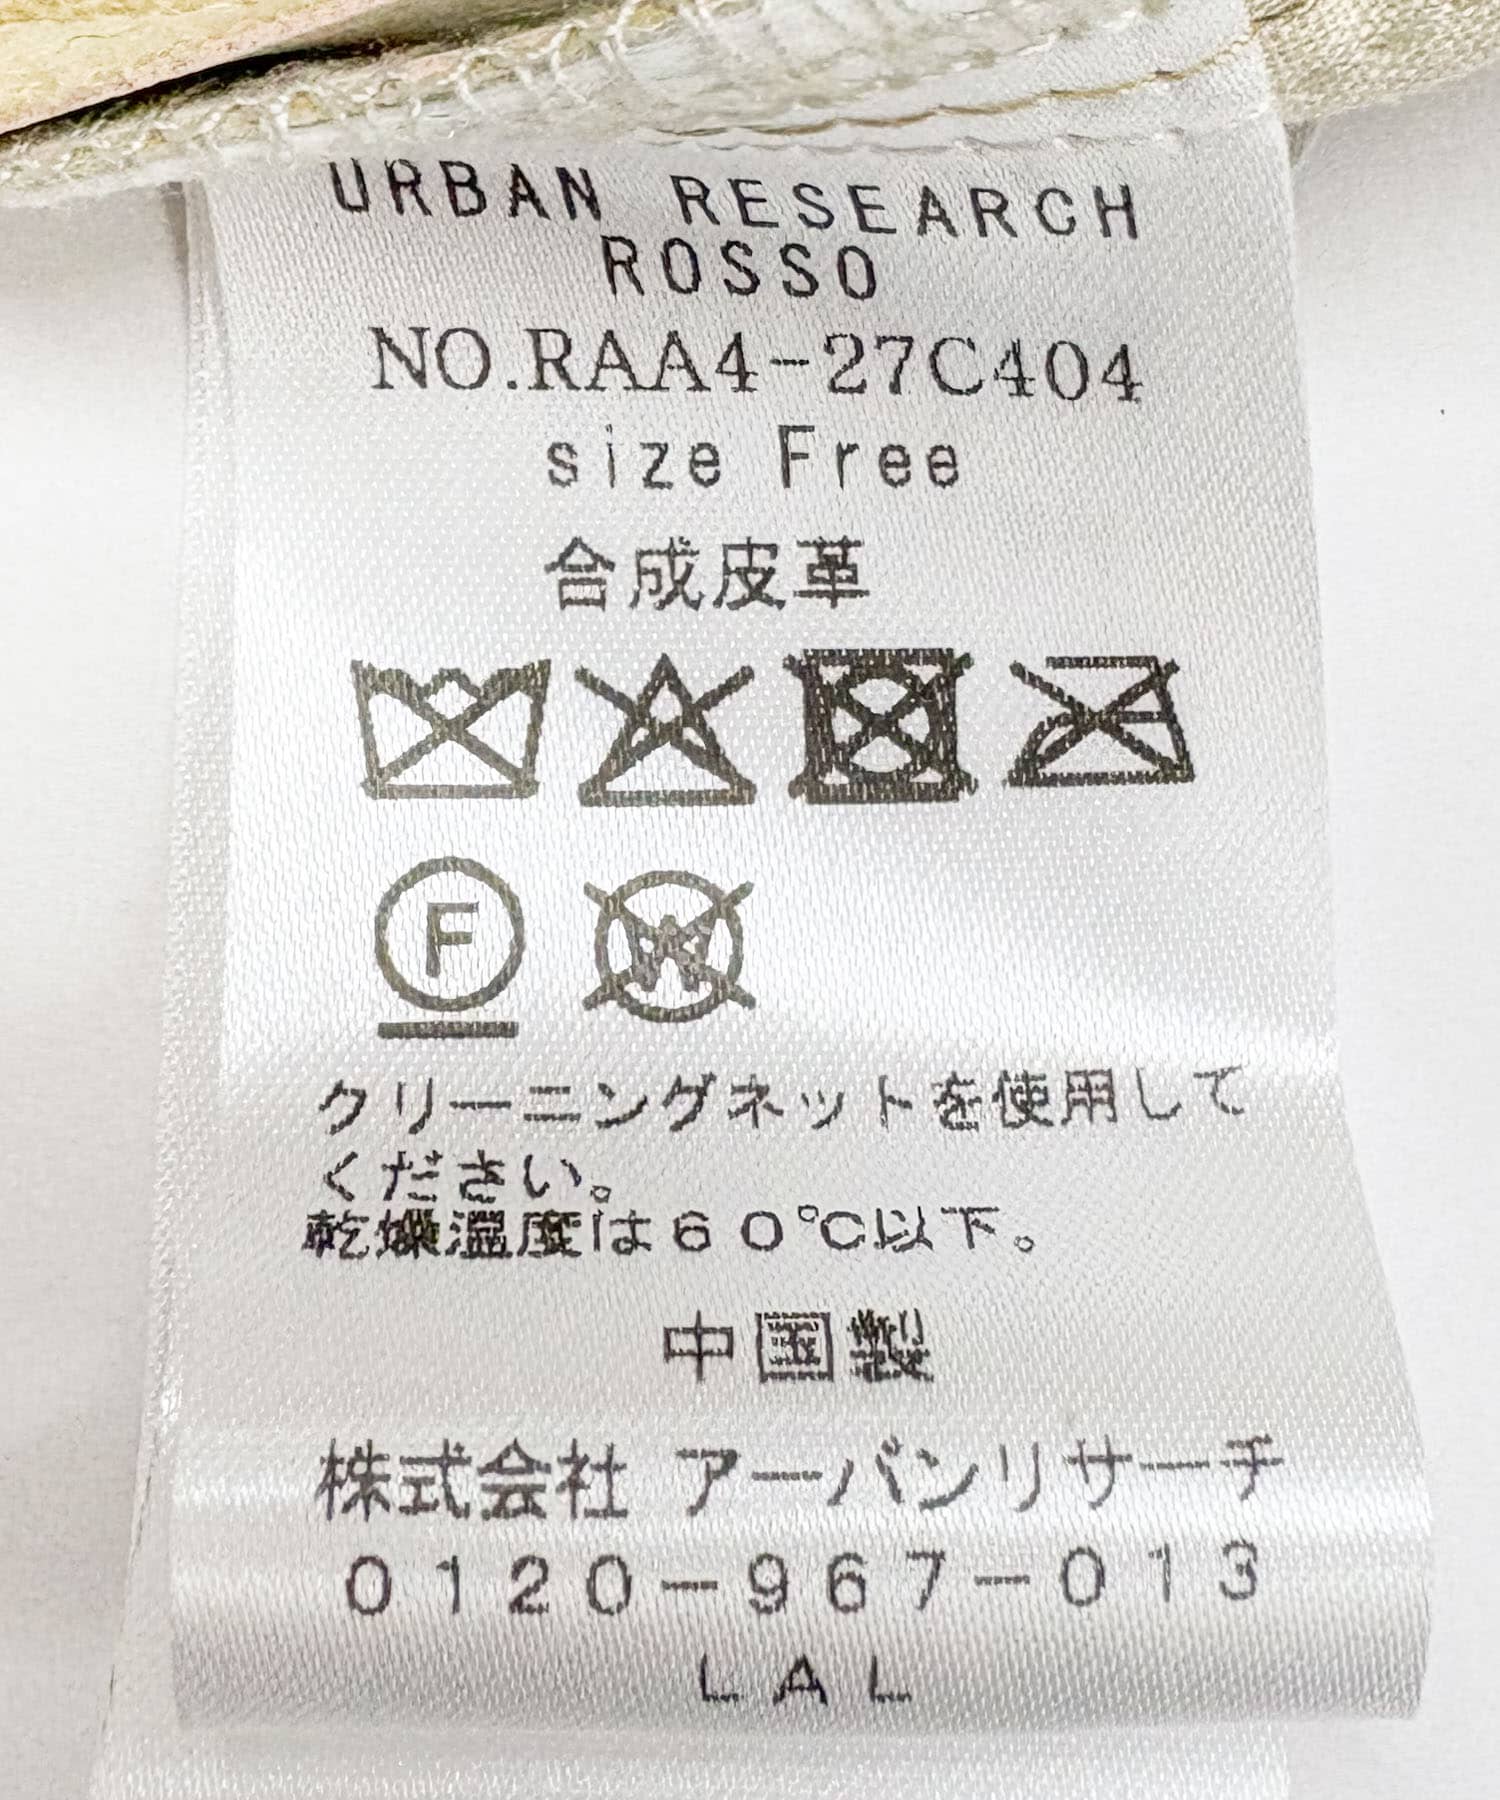 URBAN RESEARCH
ROSSO
NO.RAA4-27C404
size Free
合成皮革
F
W
クリーニングネットを使用して
ください。
乾燥温度は60℃以下。
中国製
株式会社 アーバンリサーチ
0120-967-013
LAL